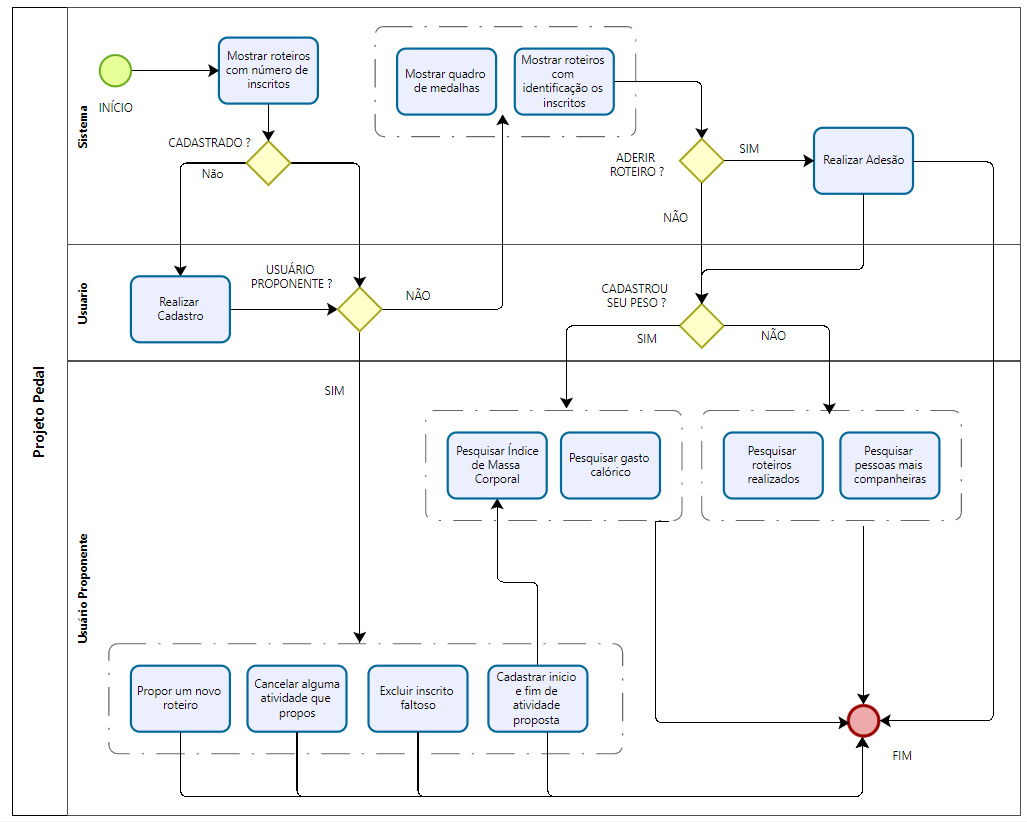 Projeto Pedal
Sistema
INÍCIO
Mostrar roteiros
com número de
inscritos
CADASTRADO ?
Não
Mostrar quadro
de medalhas
Mostrar roteiros
com
identificação os
inscritos
ADERIR
ROTEIRO ?
SIM
NÃO
Realizar Adesão
Usuario
Realizar
Cadastro
USUÁRIO
PROPONENTE ?
NÃO
SIM
CADASTROU
SEU PESO ?
SIM
NÃO
Usuário Proponente
Pesquisar Índice
de Massa
Corporal
Pesquisar gasto
calórico
Pesquisar
roteiros
realizados
Pesquisar
pessoas mais
companheiras
Propor um novo
roteiro
Cancelar alguma
atividade que
propos
Excluir inscrito
faltoso
Cadastrar inicio
e fim de
atividade
proposta
FIM